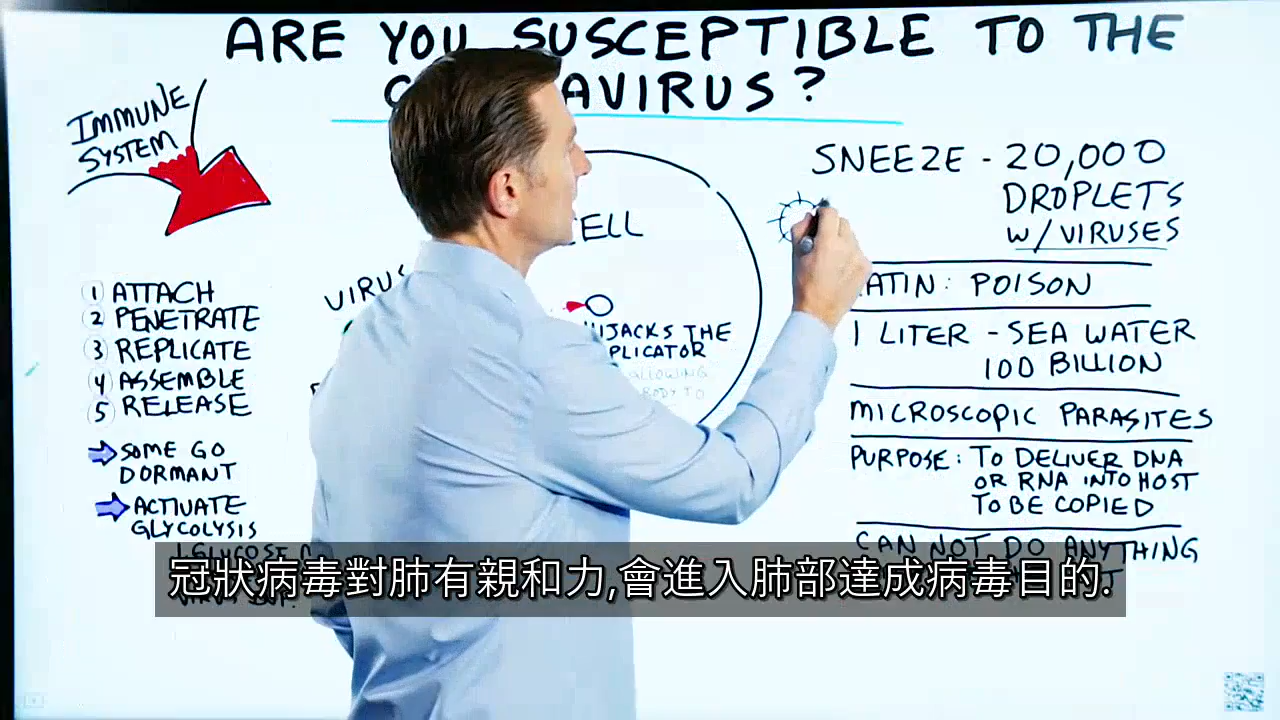 ARE YOU SUSCEPTIBLE TO THE
AVIRUS?
IMMUNE
SYSTEM
1 ATTACH
2 PENETRATE
3 REPLICATE
4 ASSEMBLE
5 RELEASE
SOME GO
DORMANT
ACTIVATE
GLYCOLYSIS
VIRUS
CELL
HIJACKS THE
PLICATOR
ALLOWING
BODY TO
SNEEZE - 20,000
DROPLETS
W/VIRUSES
LATIN: POISON
1 LITER - SEA WATER
100 BILLION
MICROSCOPIC PARASITES
PURPOSE: TO DELIVER DNA
OR RNA INTO HOST
TO BE COPIED
CAN NOT DO ANYTHING
冠狀病毒對肺有親和力,會進入肺部達成病毒目的.